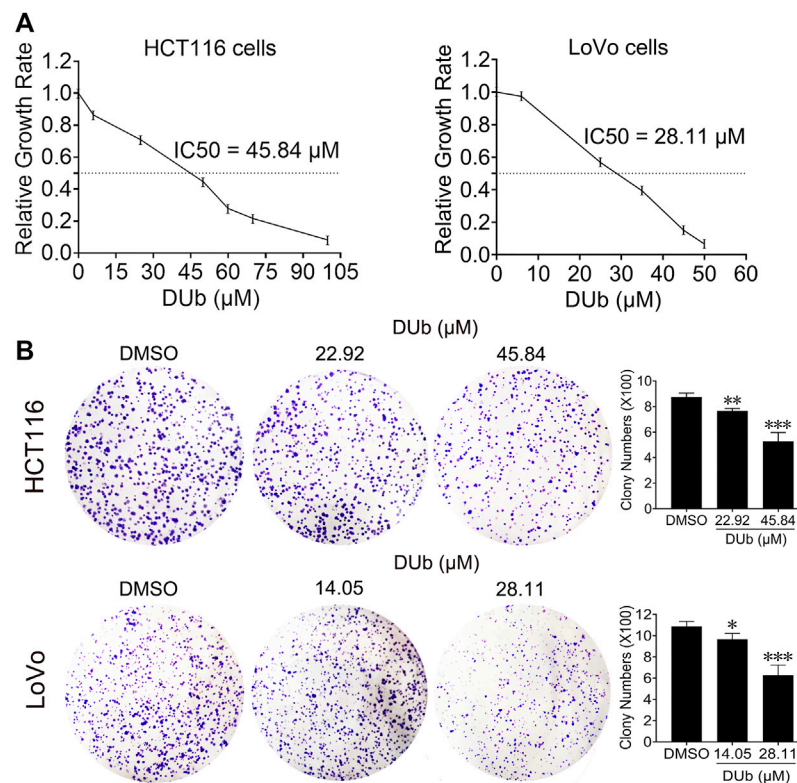 A
HCT116 cells
Relative Growth Rate
1.2
1.0
0.8
0.6
0.4
0.2
0.0
IC50 = 45.84 μM
0 15 30 45 60 75 90 105
DUb (μM)
LoVo cells
Relative Growth Rate
1.2
1.0
0.8
0.6
0.4
0.2
0.0
IC50 = 28.11 μM
0 10 20 30 40 50 60
DUb (μM)
B
DUb (μM)
DMSO 22.92 45.84
HCT116
Clony Numbers (X100)
10
8
6
4
2
0
** ***
DMSO 22.92 45.84
DUb (μM)
DUb (μM)
DMSO 14.05 28.11
LoVo
Clony Numbers (X100)
12
10
8
6
4
2
0
* ***
DMSO 14.05 28.11
DUb (μM)